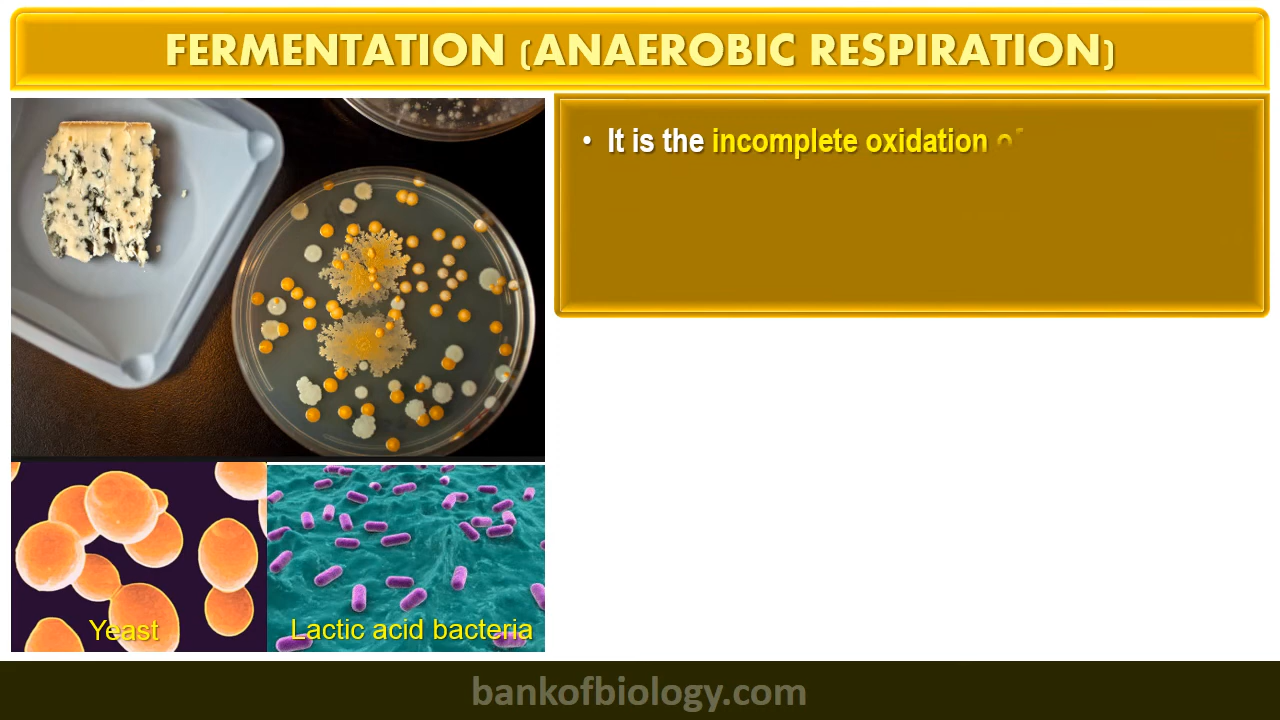 FERMENTATION (ANAEROBIC RESPIRATION)
• It is the incomplete oxidation
Yeast
Lactic acid bacteria
bankofbiology.com